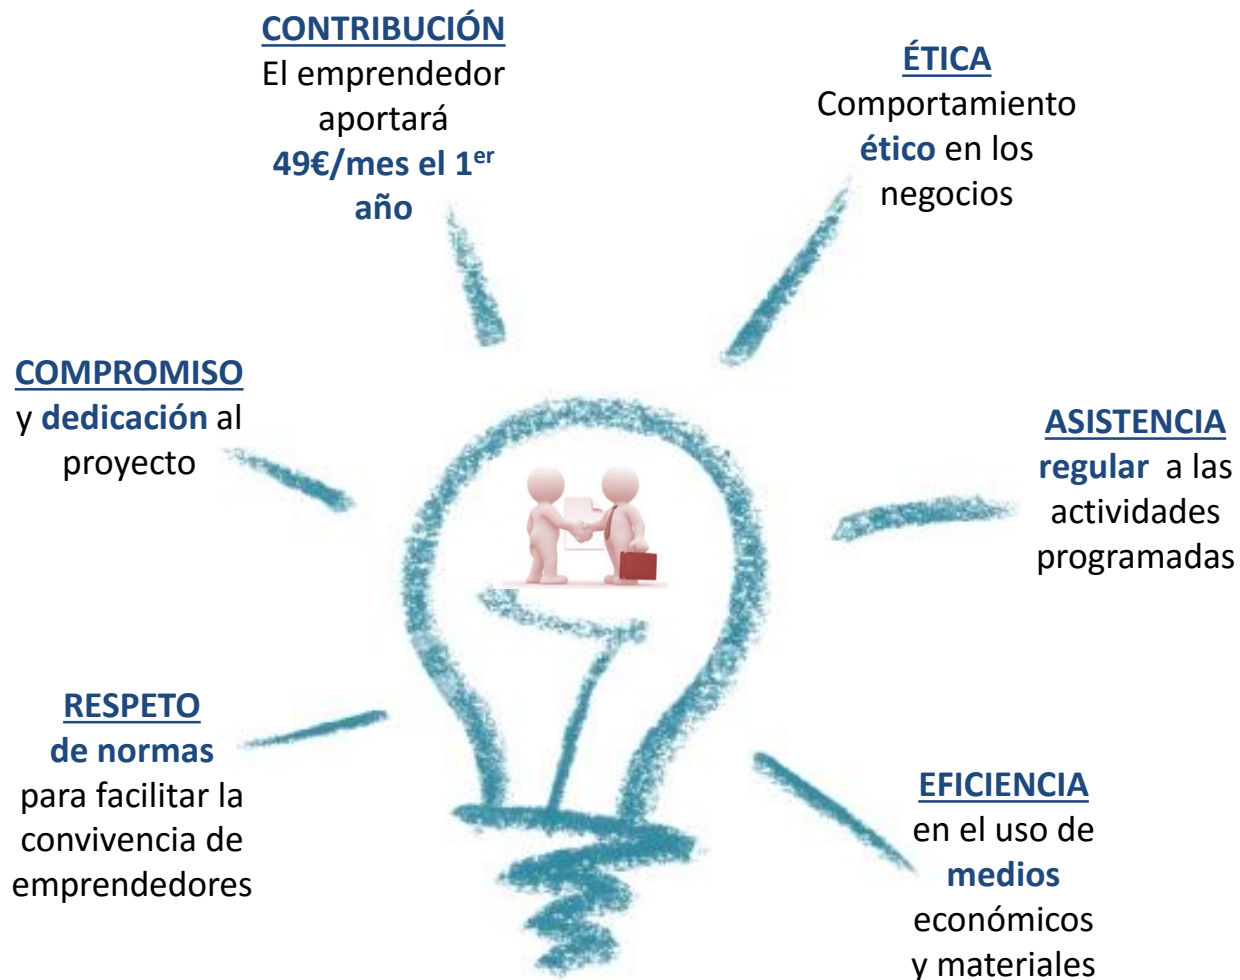 CONTRIBUCIÓN
El emprendedor
aportará
49€/mes el 1er
año
ÉTICA
Comportamiento
ético en los
negocios
COMPROMISO
y dedicación al
proyecto
ASISTENCIA
regular a las
actividades
programadas
RESPETO
de normas
para facilitar la
convivencia de
emprendedores
EFICIENCIA
en el uso de
medios
económicos
y materiales